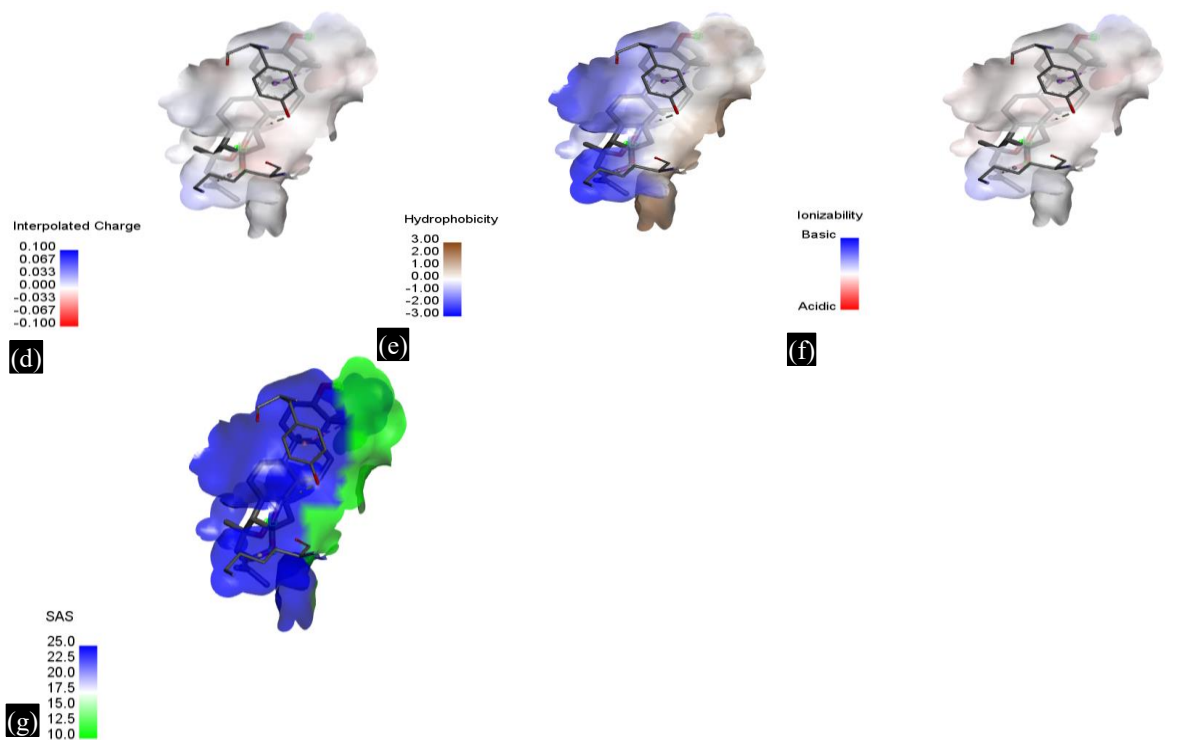 Interpolated Charge
0.100
0.067
0.033
0.000
-0.033
-0.067
-0.100
(d)
Hydrophobicity
3.00
2.00
1.00
0.00
-1.00
-2.00
-3.00
(e)
Ionizability
Basic
Acidic
(f)
SAS
25.0
22.5
20.0
17.5
15.0
12.5
10.0
(g)